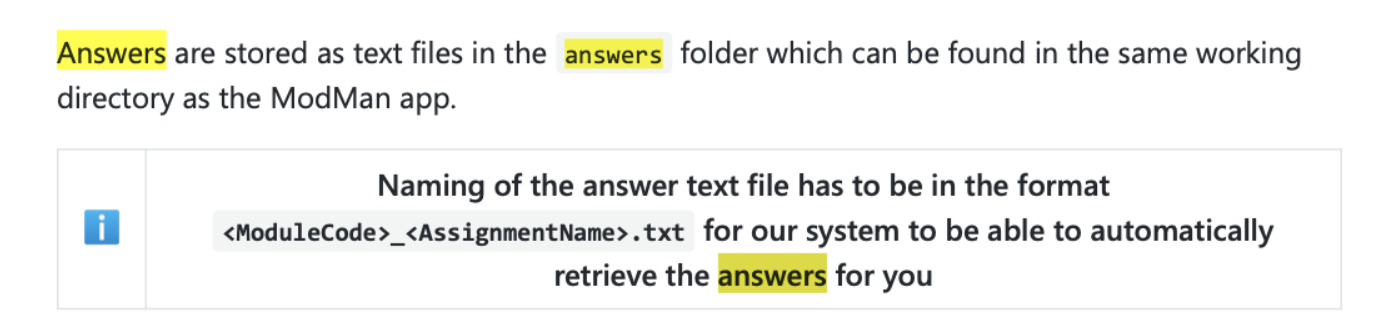 Answers are stored as text files in the answers folder which can be found in the same working
directory as the ModMan app.
Naming of the answer text file has to be in the format
<ModuleCode>_<AssignmentName>.txt for our system to be able to automatically
retrieve the answers for you